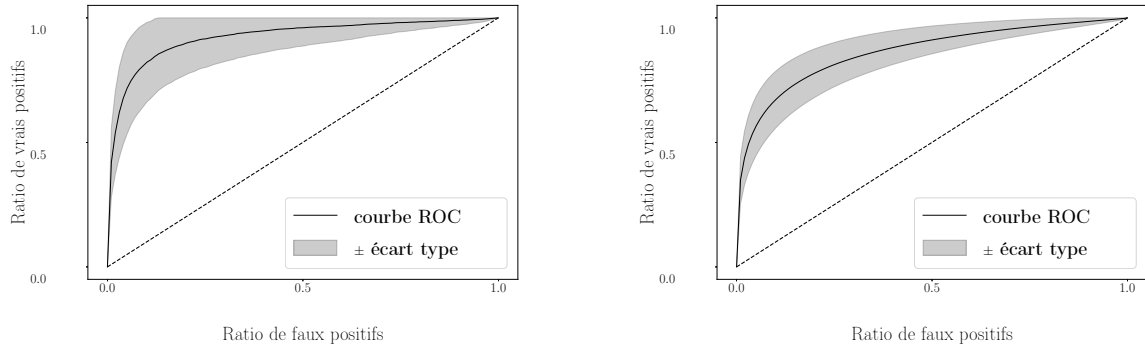 1.0
0.5
0.0
Ratio de vrais positifs
courbe ROC
± écart type
0.0 0.5 1.0
Ratio de faux positifs
1.0
0.5
0.0
Ratio de vrais positifs
courbe ROC
± écart type
0.0 0.5 1.0
Ratio de faux positifs